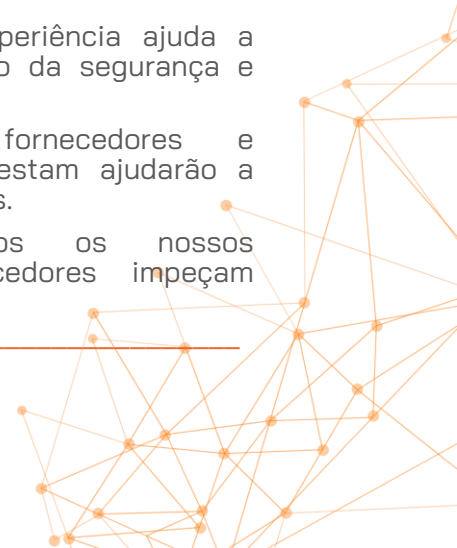 periência ajuda a
o da segurança e
fornecedores e
estam ajudarão a
s.
os os nossos
cedores impeçam